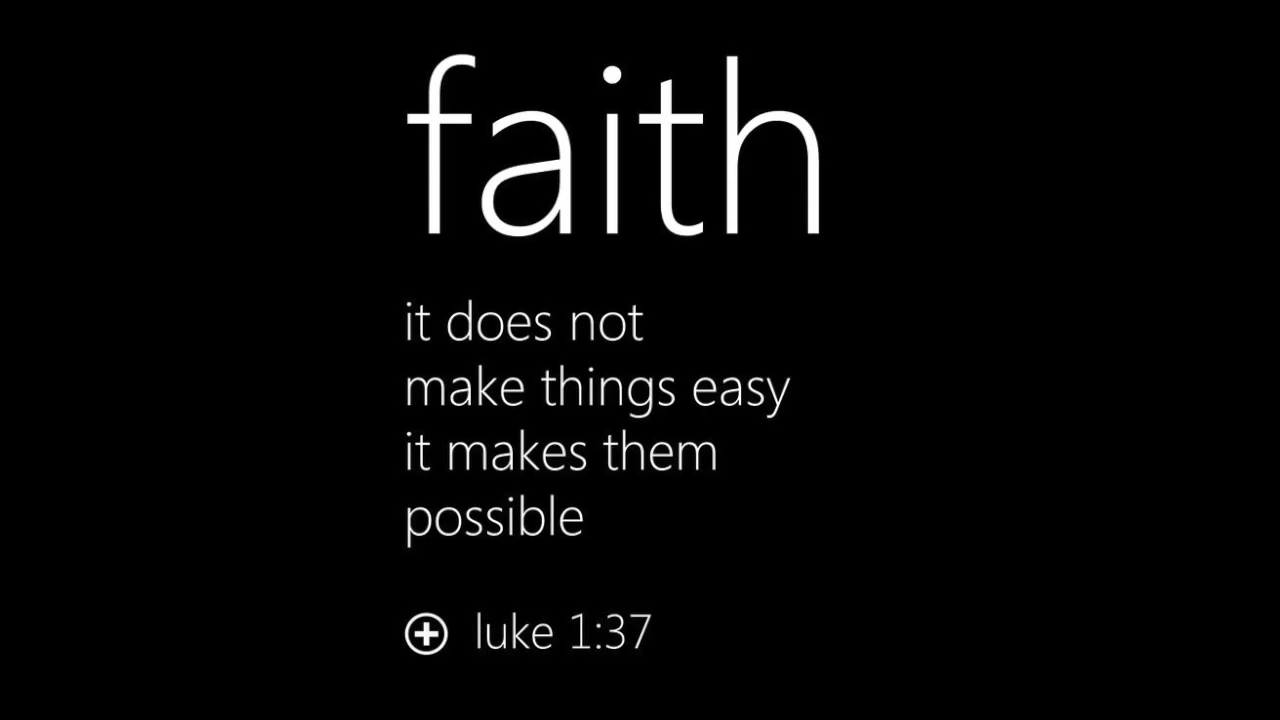 faith
it does not
make things easy
it makes them
possible
luke 1:37